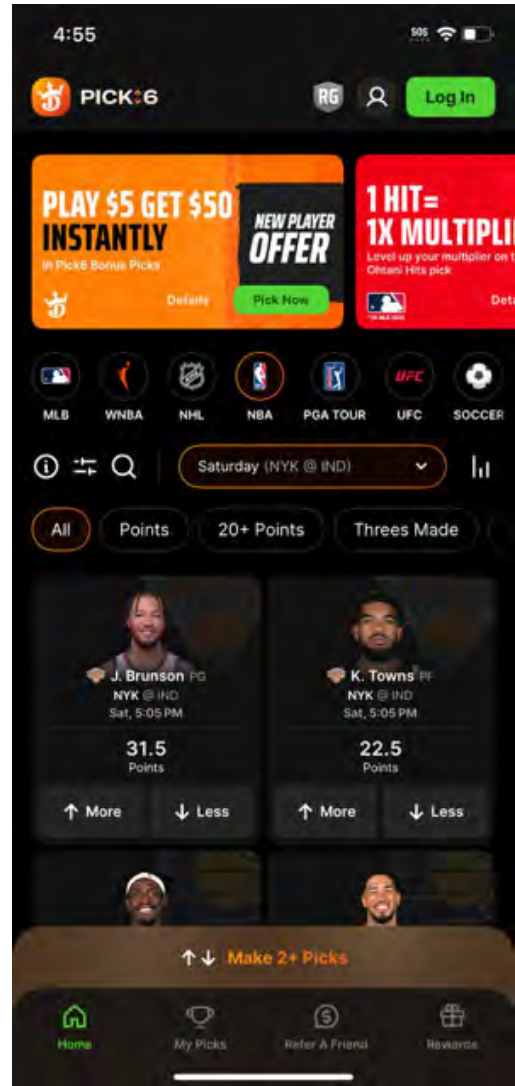 4:55 SOS
PICK6 RG Log In
PLAY $5 GET $50
INSTANTLY
in Pick6 Bonus Picks
NEW PLAYER
OFFER
Details Pick Now
1 HIT=
1X MULTIPLI
Level up your multiplier on t
Ohtani Hits pick
Deta
MLB WNBA NHL NBA PGA TOUR UFC SOCCER
Saturday (NYK @ IND)
All Points 20+ Points Threes Made
J. Brunson PG
NYK @ IND
Sat, 5:05 PM
31.5
Points
↑ More ↓ Less
K. Towns PF
NYK @ IND
Sat, 5:05 PM
22.5
Points
↑ More ↓ Less
↑↓ Make 2+ Picks
Home My Picks Refer A Friend Rewards